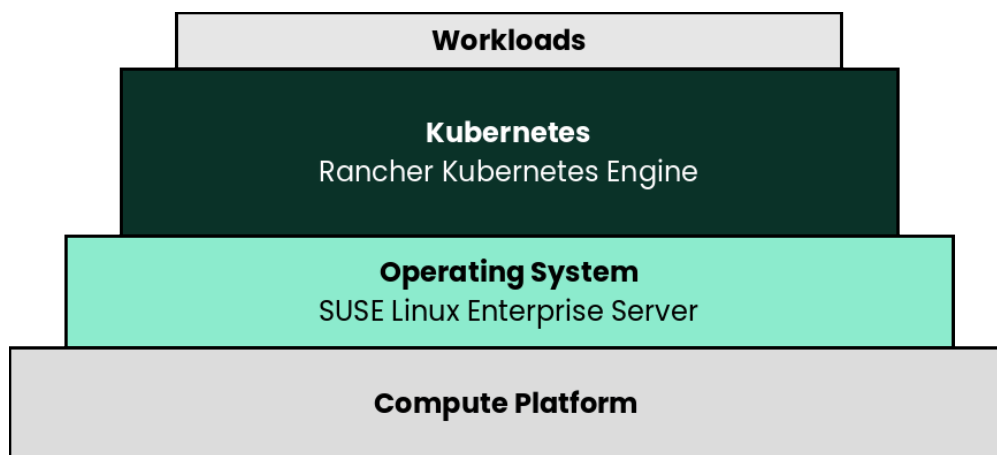 Workloads
Kubernetes
Rancher Kubernetes Engine
Operating System
SUSE Linux Enterprise Server
Compute Platform